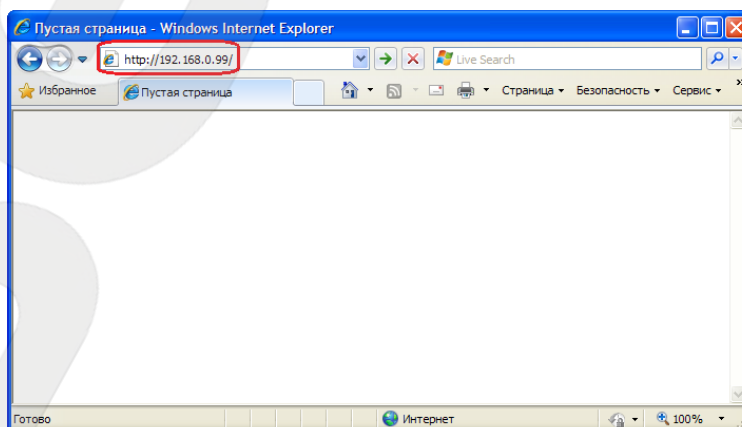 Пустая страница - Windows Internet Explorer
http://192.168.0.99/
Live Search
Избранное
Пустая страница
Страница
Безопасность
Сервис
»
Готово
Интернет
100%